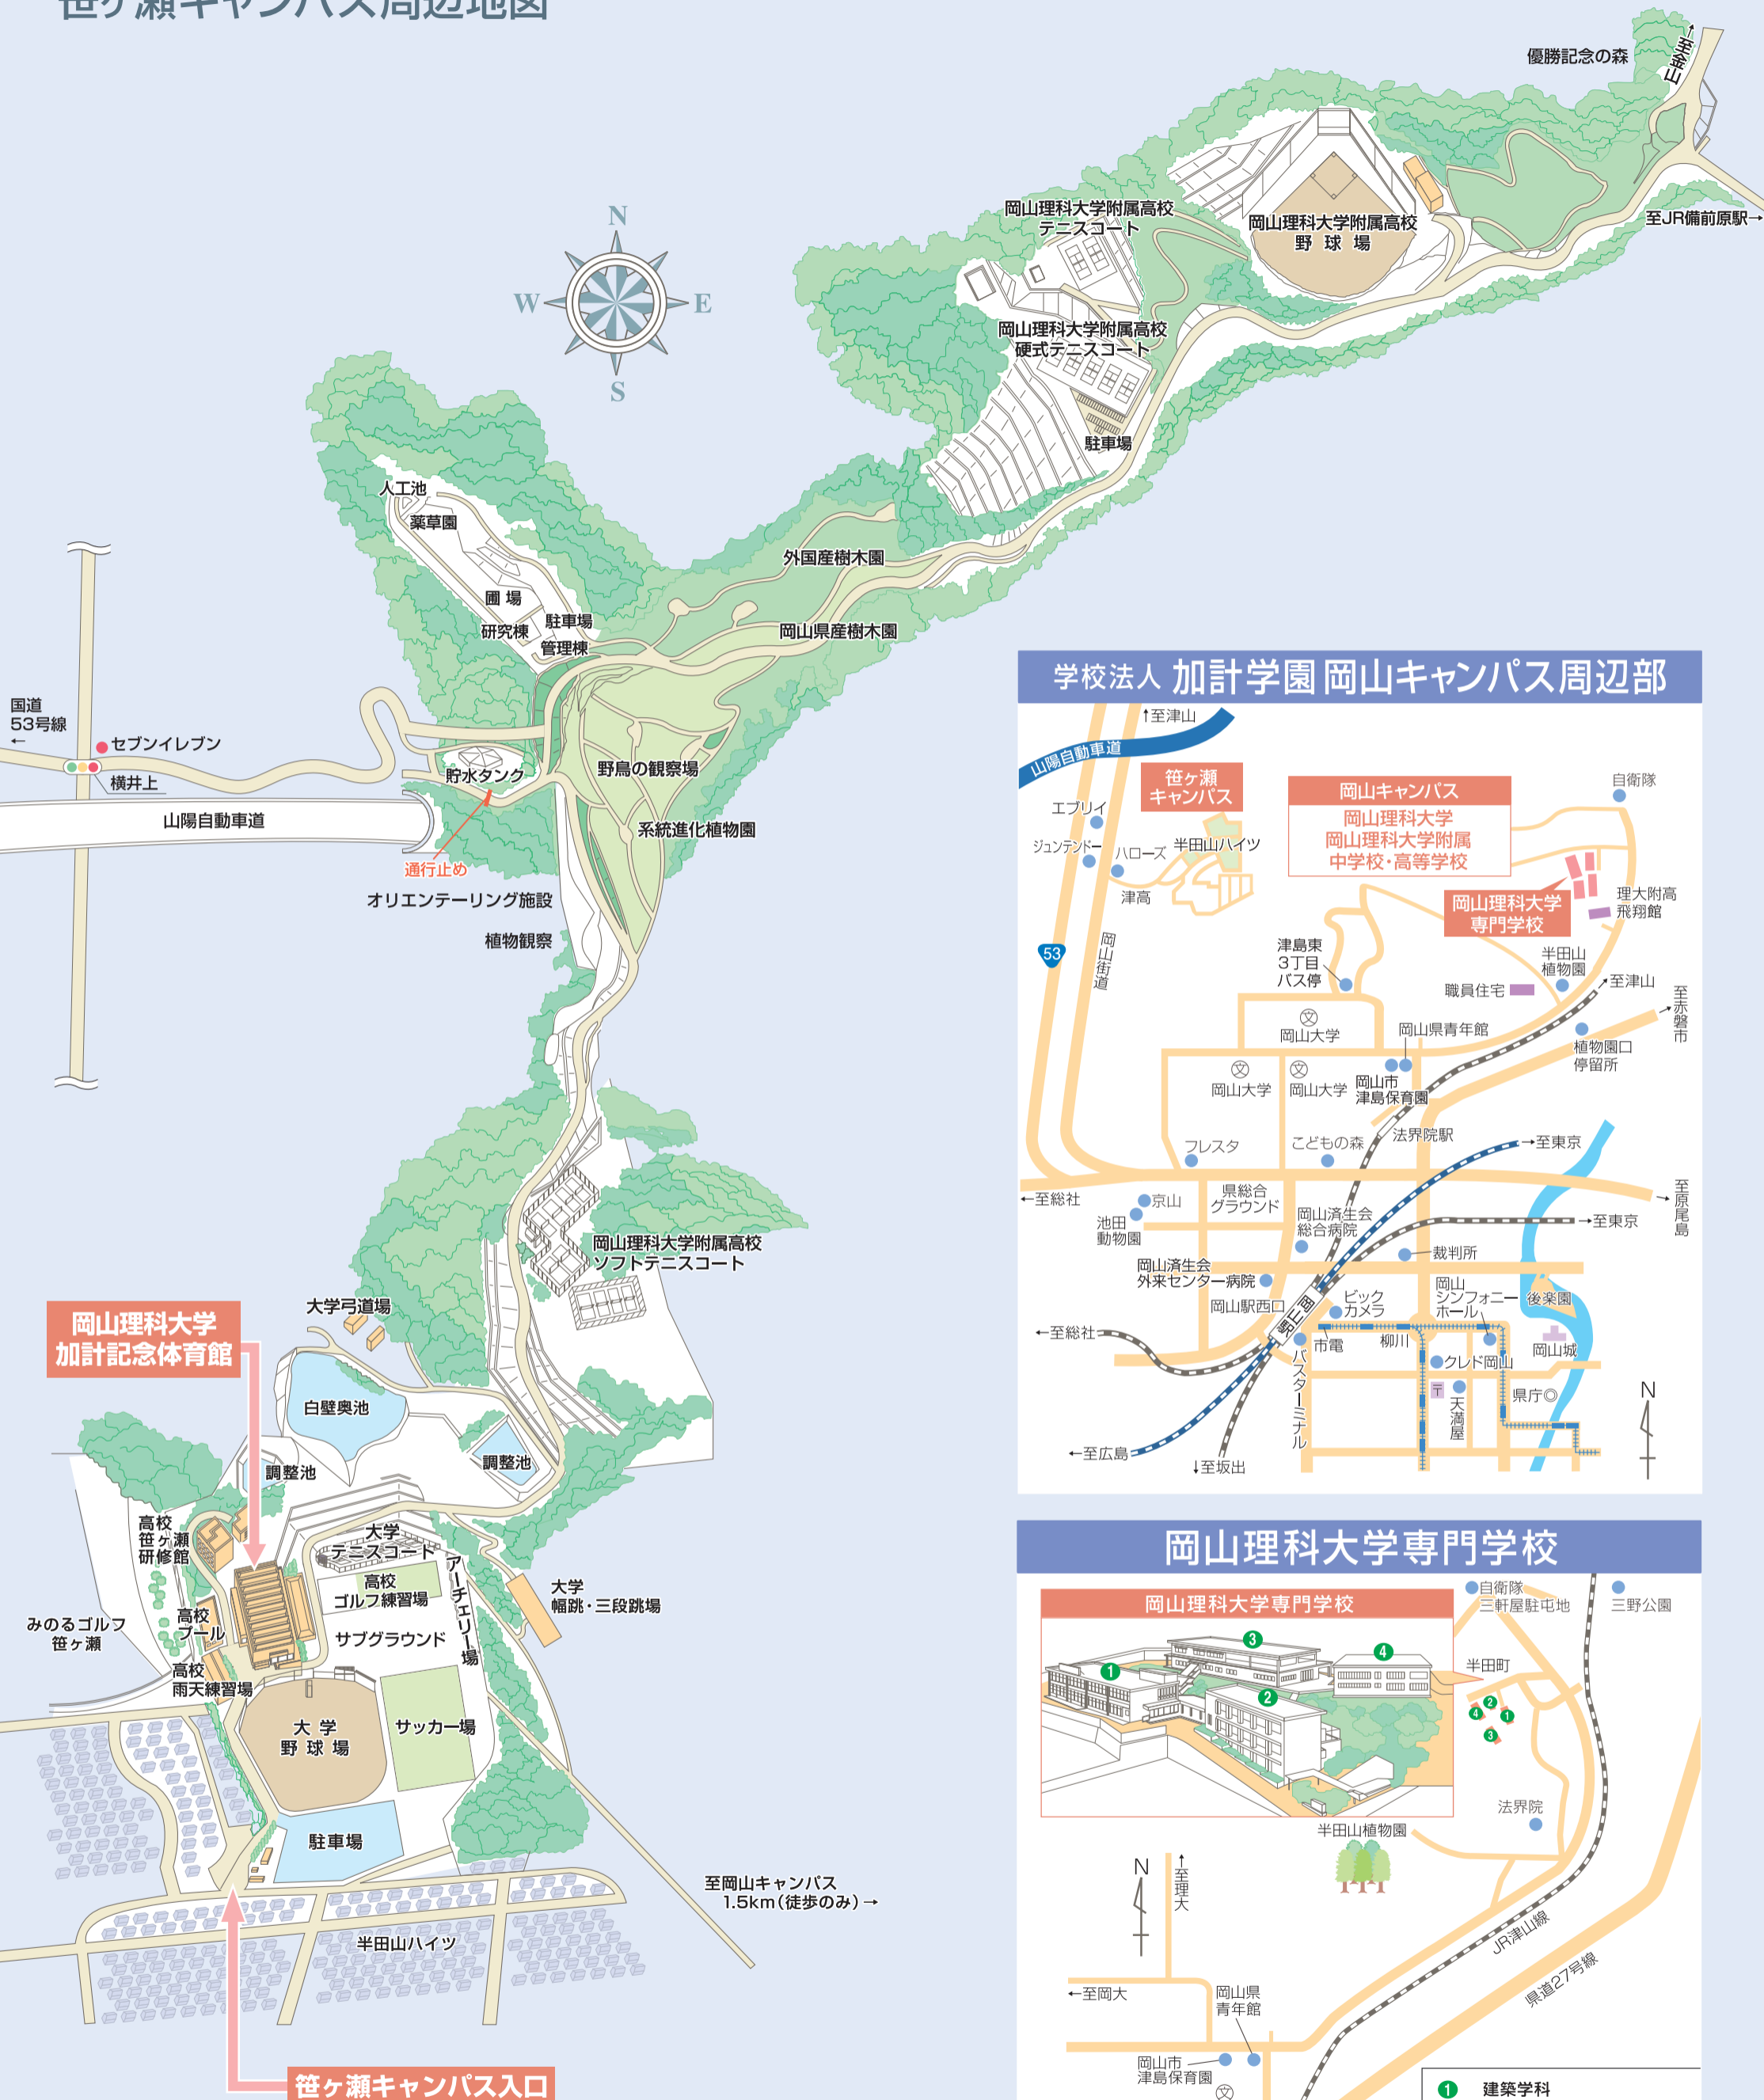 笹ヶ瀬キャンパス周辺地図
優勝記念の森
→至金山
至JR備前原駅→
岡山理科大学附属高校
テニスコート
岡山理科大学附属高校
野球場
岡山理科大学附属高校
硬式テニスコート
駐車場
N
W
E
S
人工池
薬草園
圃場
研究棟
駐車場
管理棟
外国産樹木園
岡山県産樹木園
国道
53号線
←
セブンイレブン
横井上
山陽自動車道
貯水タンク
野鳥の観察場
系統進化植物園
通行止め
オリエンテーリング施設
植物観察
岡山理科大学附属高校
ソフトテニスコート
大学弓道場
岡山理科大学
加計記念体育館
白壁奥池
調整池
調整池
高校
笹ヶ瀬
研修館
大学
テニスコート
高校
ゴルフ練習場
アーチェリー場
大学
幅跳・三段跳場
みのるゴルフ
笹ヶ瀬
高校
プール
サブグラウンド
高校
雨天練習場
大学
野球場
サッカー場
駐車場
至岡山キャンパス
1.5km(徒歩のみ)→
半田山ハイツ
笹ヶ瀬キャンパス入口
学校法人 加計学園 岡山キャンパス周辺部
↑至津山
山陽自動車道
笹ヶ瀬
キャンパス
岡山キャンパス
岡山理科大学
岡山理科大学附属
中学校・高等学校
自衛隊
エブリイ
ジュンテンドー
ハローズ
半田山ハイツ
津高
岡山理科大学
専門学校
理大附高
飛翔館
53
岡山街道
津島東
3丁目
バス停
半田山
植物園
職員住宅
→至津山
→至赤磐市
文
岡山大学
岡山県青年館
植物園口
停留所
文
岡山大学
文
岡山大学
岡山市
津島保育園
法界院駅
フレスタ
こどもの森
→至東京
←至総社
京山
池田
動物園
県総合
グラウンド
岡山済生会
総合病院
→至原尾島
→至東京
裁判所
岡山済生会
外来センター病院
岡山駅西口
岡山駅
ビック
カメラ
岡山
シンフォニー
ホール
後楽園
←至総社
市電
柳川
岡山城
クレド岡山
バスターミナル
〒
天満屋
県庁◎
N
←至広島
↓至坂出
岡山理科大学専門学校
岡山理科大学専門学校
自衛隊
三軒屋駐屯地
三野公園
1
2
3
4
半田町
2
4
1
3
法界院
半田山植物園
N
↑至理大
JR津山線
県道27号線
←至岡大
岡山県
青年館
岡山市
津島保育園
文
1 建築学科